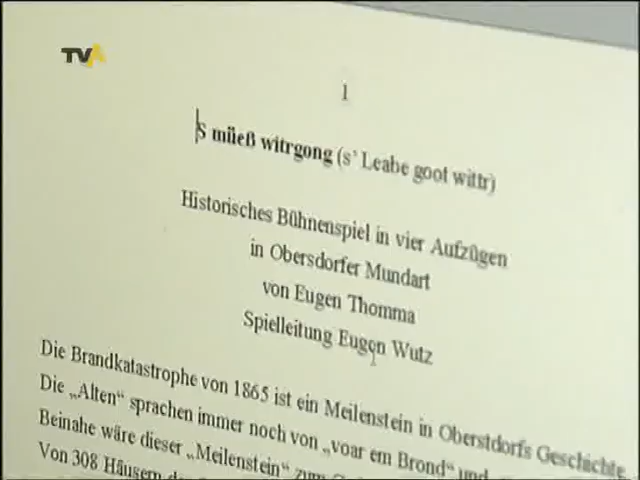 TVA
1
S müeß witrgong (s' Leabe goot wittr)
Historisches Bühnenspiel in vier Aufzügen
in Obersdorfer Mundart
von Eugen Thomma
Spielleitung Eugen Wutz
Die Brandkatastrophe von 1865 ist ein Meilenstein in Oberstdorfs Geschichte
Die „Alten“ sprachen immer noch von „voar em Brond“ und
Beinahe wäre dieser „Meilenstein“ zum
Von 308 Häusern